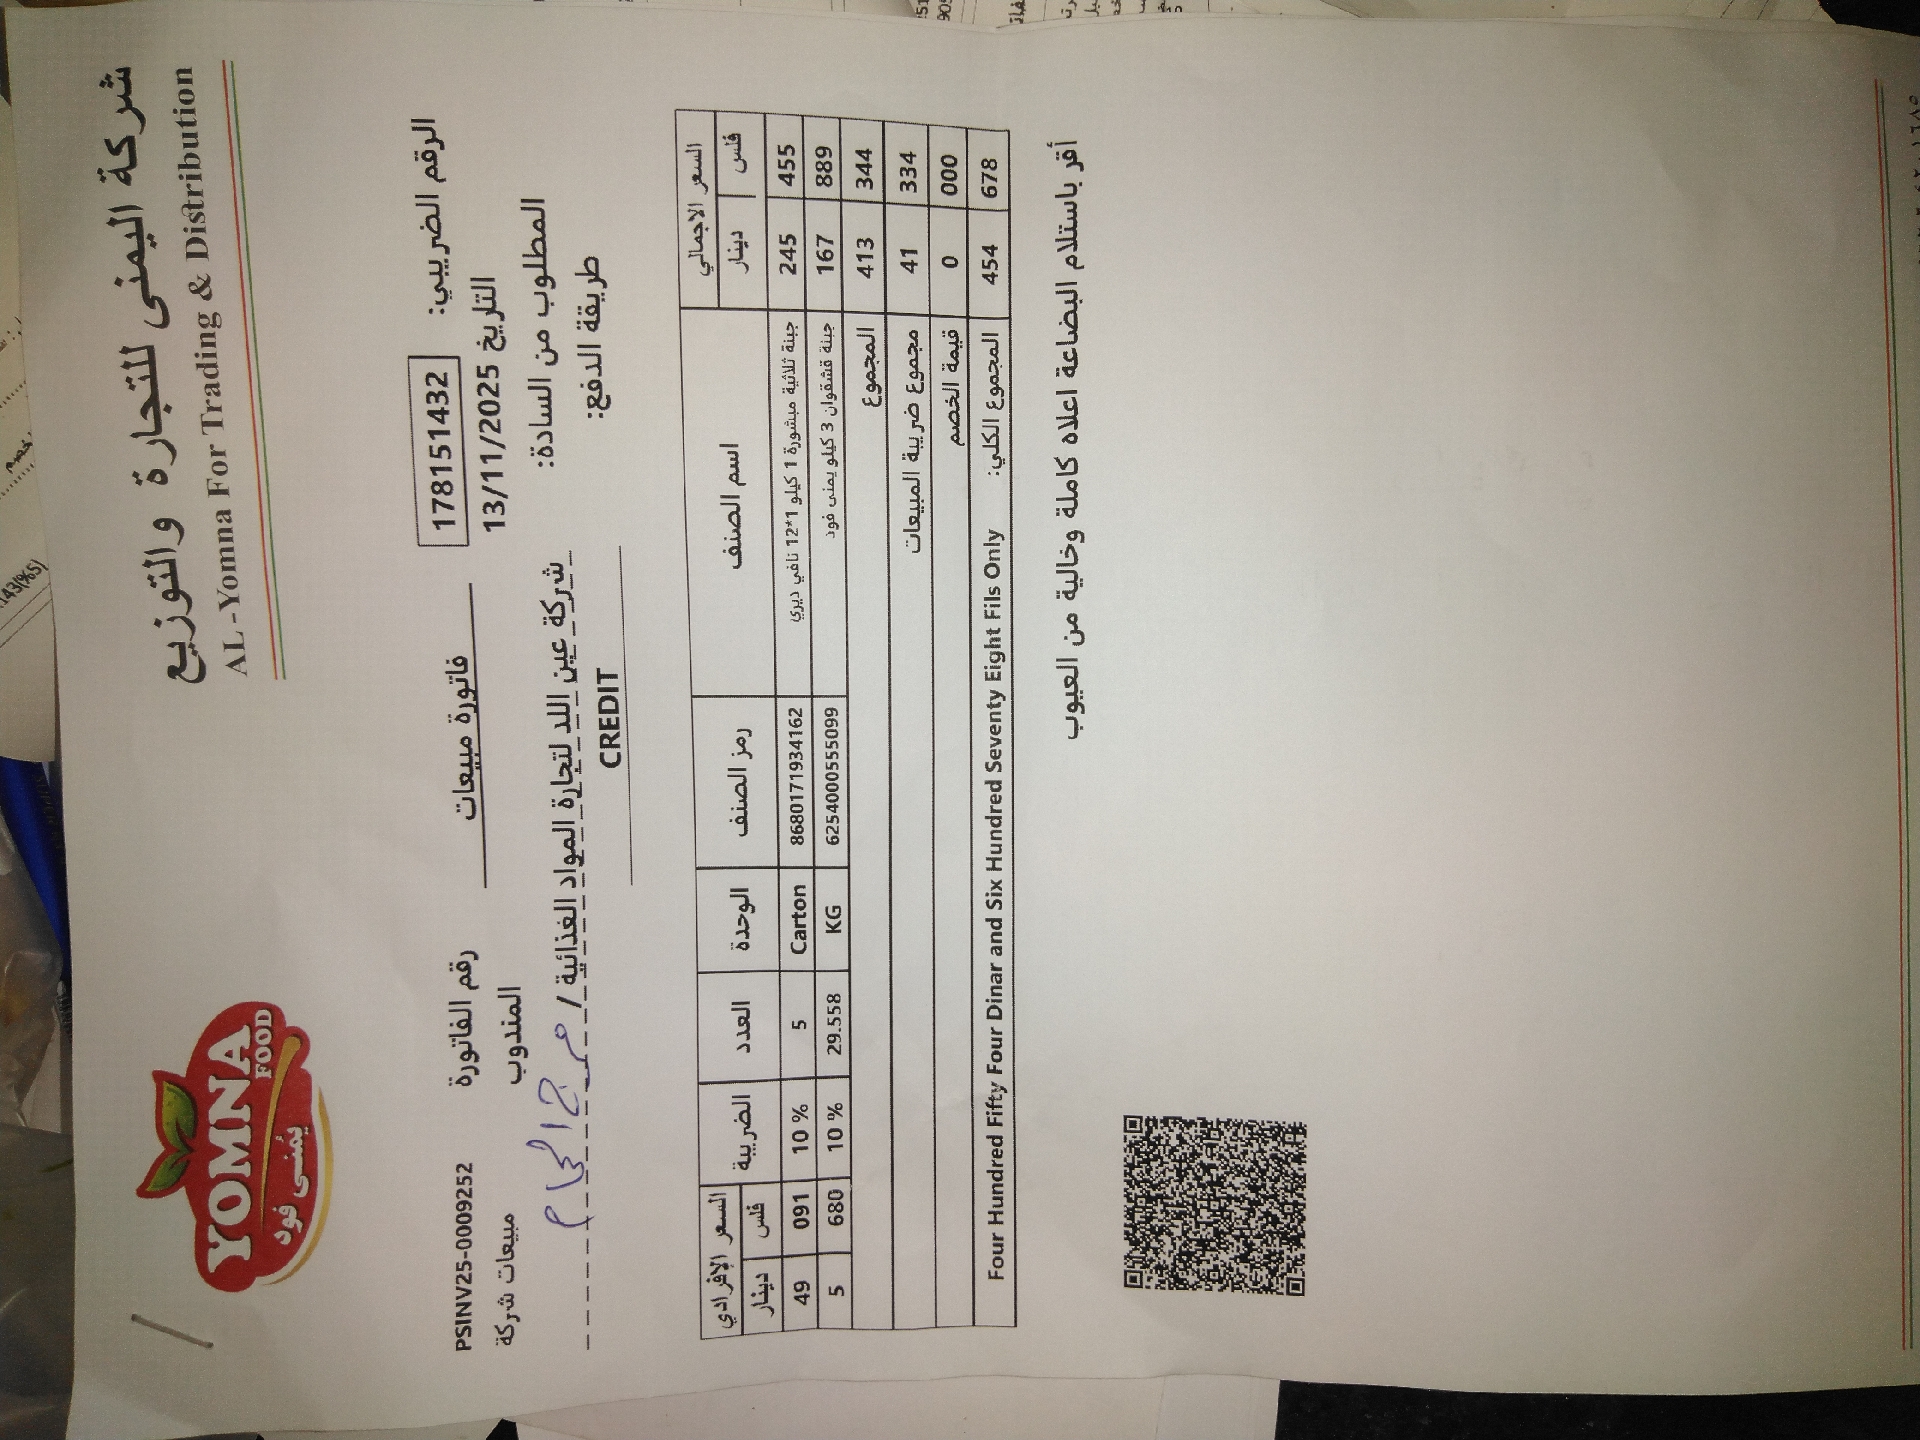 شركة اليمنى للتجارة والتوزيع
AL-Yomna For Trading & Distribution
YOMNA
FOOD
يمنى فود
الرقم الضريبي: 178151432
فاتورة مبيعات
رقم الفاتورة PSINV25-0009252
التاريخ 13/11/2025
المندوب مبيعات شركة
المطلوب من السادة: شركة عين اللد لتجارة المواد الغذائية /
طريقة الدفع: CREDIT
السعر الاجمالي اسم الصنف رمز الصنف الوحدة العدد الضريبة السعر الإفرادي
فلس دينار فلس دينار
455 245 جبنة ثلاثية مبشورة 1 كيلو 1*12 نافي ديري 8680171934162 Carton 5 10 % 091 49
889 167 جبنة قشقوان 3 كيلو يمنى فود 6254000555099 KG 29.558 10 % 680 5
344 413 المجموع
334 41 مجموع ضريبة المبيعات
000 0 قيمة الخصم
678 454 المجموع الكلي: Four Hundred Fifty Four Dinar and Six Hundred Seventy Eight Fils Only
أقر باستلام البضاعة اعلاه كاملة وخالية من العيوب